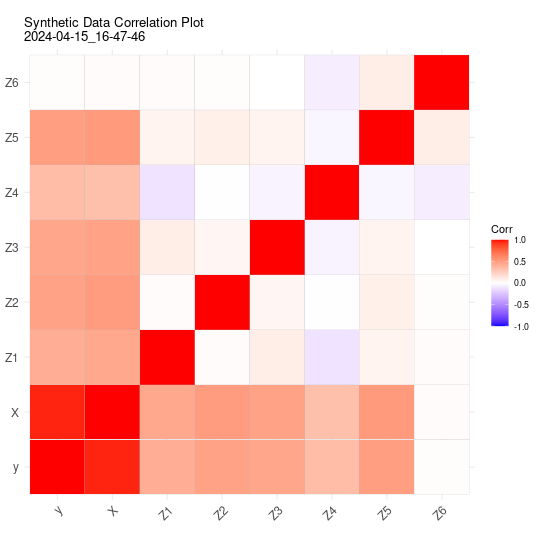 Synthetic Data Correlation Plot
2024-04-15_16-47-46
Z6
Z5
Z4
Z3
Z2
Z1
X
y
y
X
Z1
Z2
Z3
Z4
Z5
Z6
Corr
1.0
0.5
0.0
-0.5
-1.0